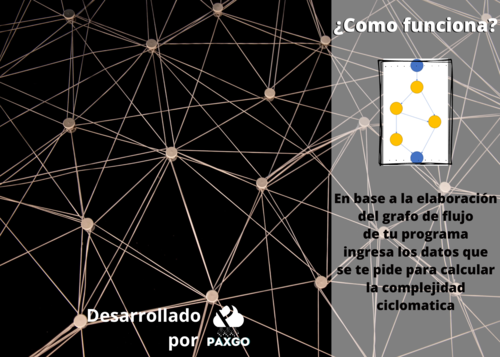 ¿Como funciona?
En base a la elaboración
del grafo de flujo
de tu programa
ingresa los datos que
se te pide para calcular
la complejidad
ciclomatica
Desarrollado
por PAXGO